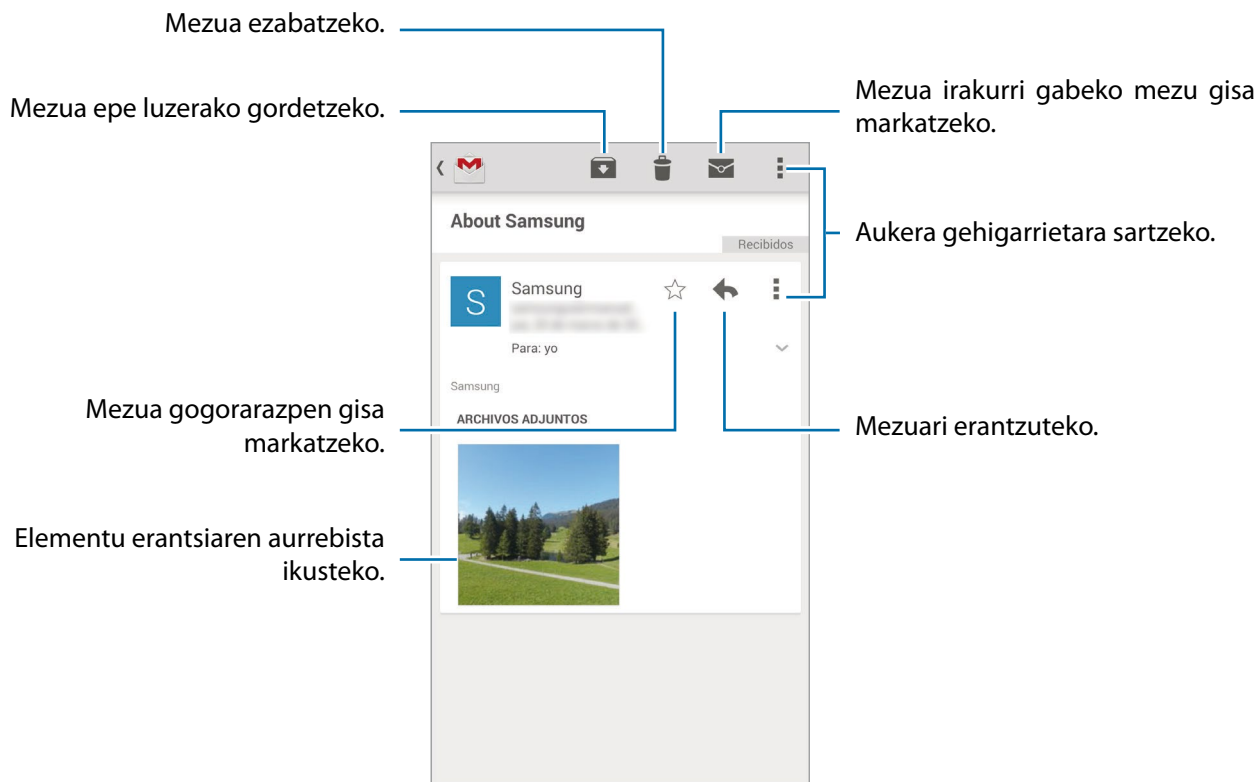 Mezua ezabatzeko.
Mezua epe luzerako gordetzeko.
Mezua irakurri gabeko mezu gisa
markatzeko.
About Samsung
Recibidos
Aukera gehigarrietara sartzeko.
S
Samsung
Para: yo
Samsung
ARCHIVOS ADJUNTOS
Mezua gogorarazpen gisa
markatzeko.
Mezuari erantzuteko.
Elementu erantsiaren aurrebista
ikusteko.